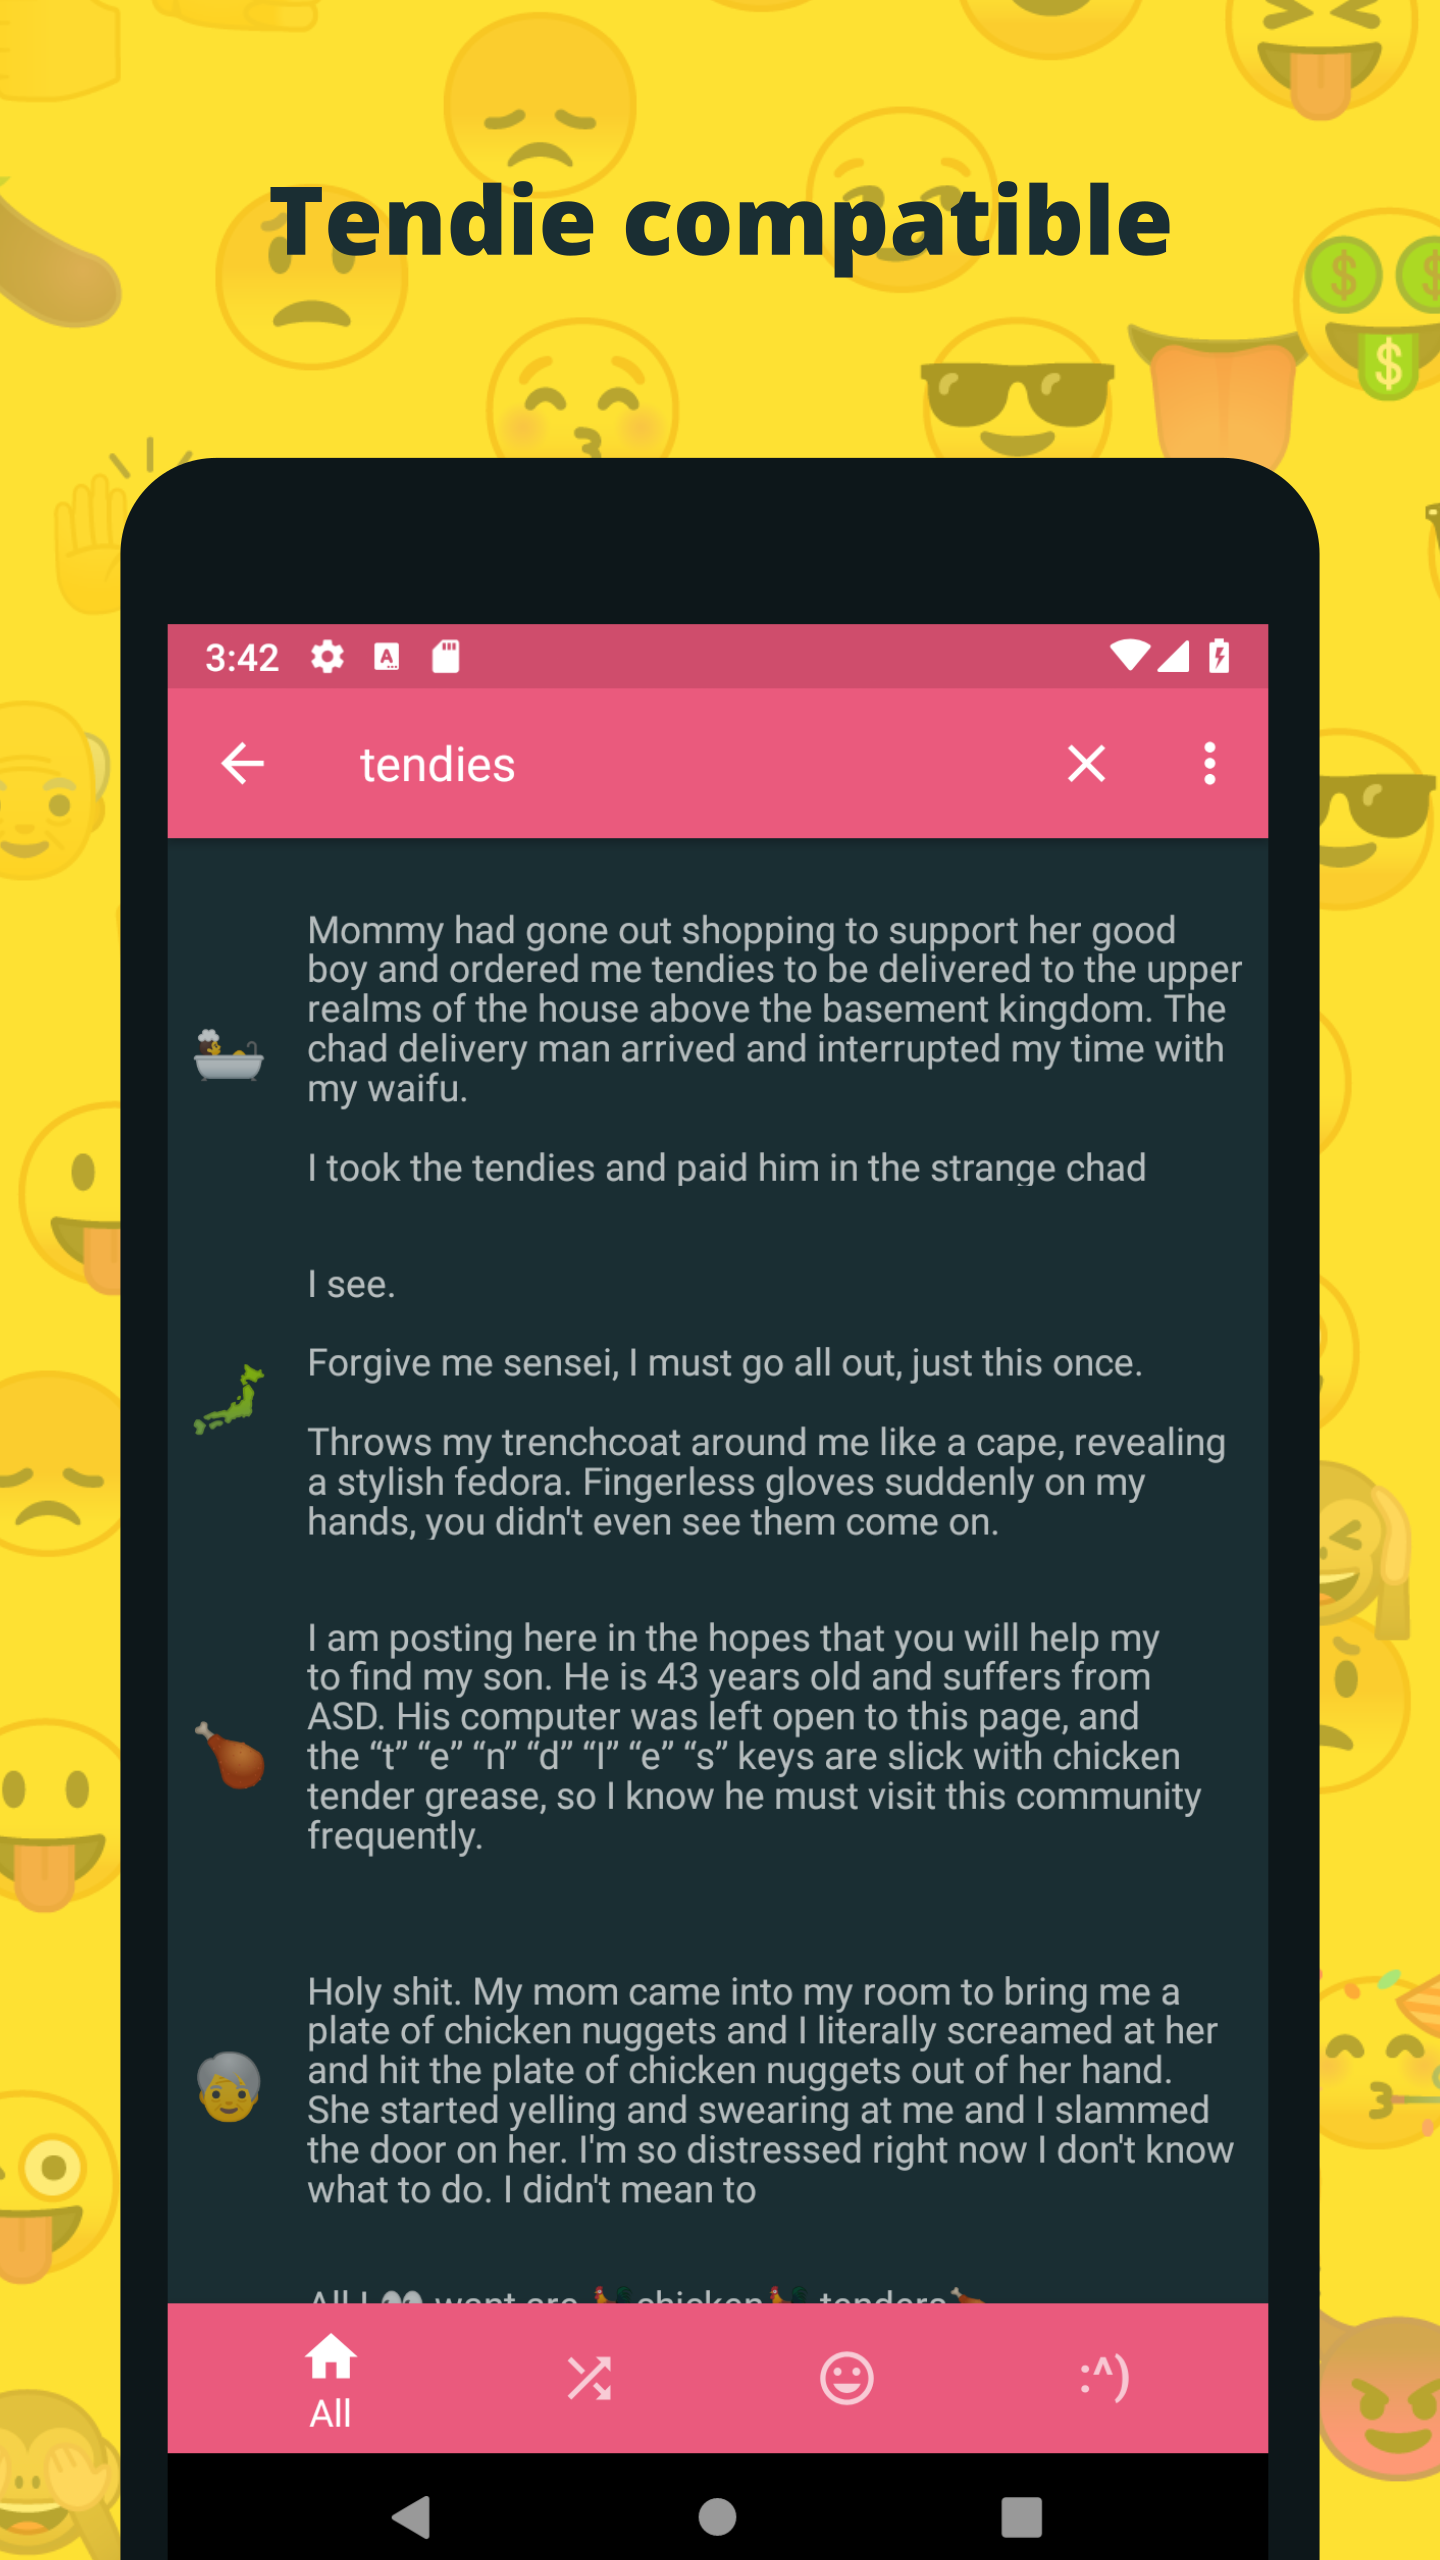 Tendie compatible
3:42
tendies
Mommy had gone out shopping to support her good
boy and ordered me tendies to be delivered to the upper
realms of the house above the basement kingdom. The
chad delivery man arrived and interrupted my time with
my waifu.
I took the tendies and paid him in the strange chad
I see.
Forgive me sensei, I must go all out, just this once.
Throws my trenchcoat around me like a cape, revealing
a stylish fedora. Fingerless gloves suddenly on my
hands, you didn't even see them come on.
I am posting here in the hopes that you will help my
to find my son. He is 43 years old and suffers from
ASD. His computer was left open to this page, and
the “t” “e” “n” “d” “I” “e” “s” keys are slick with chicken
tender grease, so I know he must visit this community
frequently.
Holy shit. My mom came into my room to bring me a
plate of chicken nuggets and I literally screamed at her
and hit the plate of chicken nuggets out of her hand.
She started yelling and swearing at me and I slammed
the door on her. I'm so distressed right now I don't know
what to do. I didn't mean to
All I 👀 want are 🐓chicken🐓 tenders🍗
All
:^)